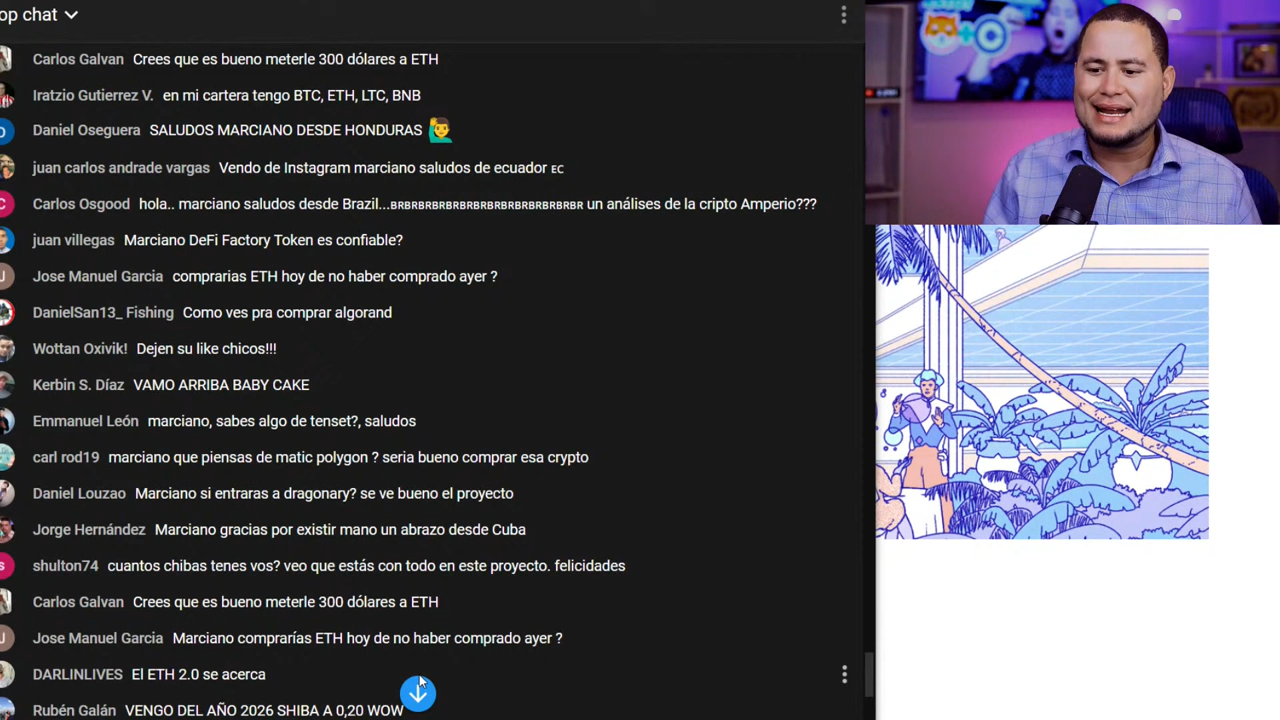 op chat
Carlos Galvan Crees que es bueno meterle 300 dólares a ETH
Iratzio Gutierrez V. en mi cartera tengo BTC, ETH, LTC, BNB
Daniel Oseguera SALUDOS MARCIANO DESDE HONDURAS
juan carlos andrade vargas Vendo de Instagram marciano saludos de ecuador EC
Carlos Osgood hola.. marciano saludos desde Brazil...BRBRBRBRBRBRBRBRBRBRBRBRBRBR un análises de la cripto Amperio???
juan villegas Marciano DeFi Factory Token es confiable?
Jose Manuel Garcia comprarias ETH hoy de no haber comprado ayer ?
DanielSan13_ Fishing Como ves pra comprar algorand
Wottan Oxivik! Dejen su like chicos!!!
Kerbin S. Díaz VAMO ARRIBA BABY CAKE
Emmanuel León marciano, sabes algo de tenset?, saludos
carl rod19 marciano que piensas de matic polygon ? seria bueno comprar esa crypto
Daniel Louzao Marciano si entraras a dragonary? se ve bueno el proyecto
Jorge Hernández Marciano gracias por existir mano un abrazo desde Cuba
shulton74 cuantos chibas tenes vos? veo que estás con todo en este proyecto. felicidades
Carlos Galvan Crees que es bueno meterle 300 dólares a ETH
Jose Manuel Garcia Marciano comprarías ETH hoy de no haber comprado ayer ?
DARLINLIVES El ETH 2.0 se acerca
Rubén Galán VENGO DEL AÑO 2026 SHIBA A 0,20 WOW